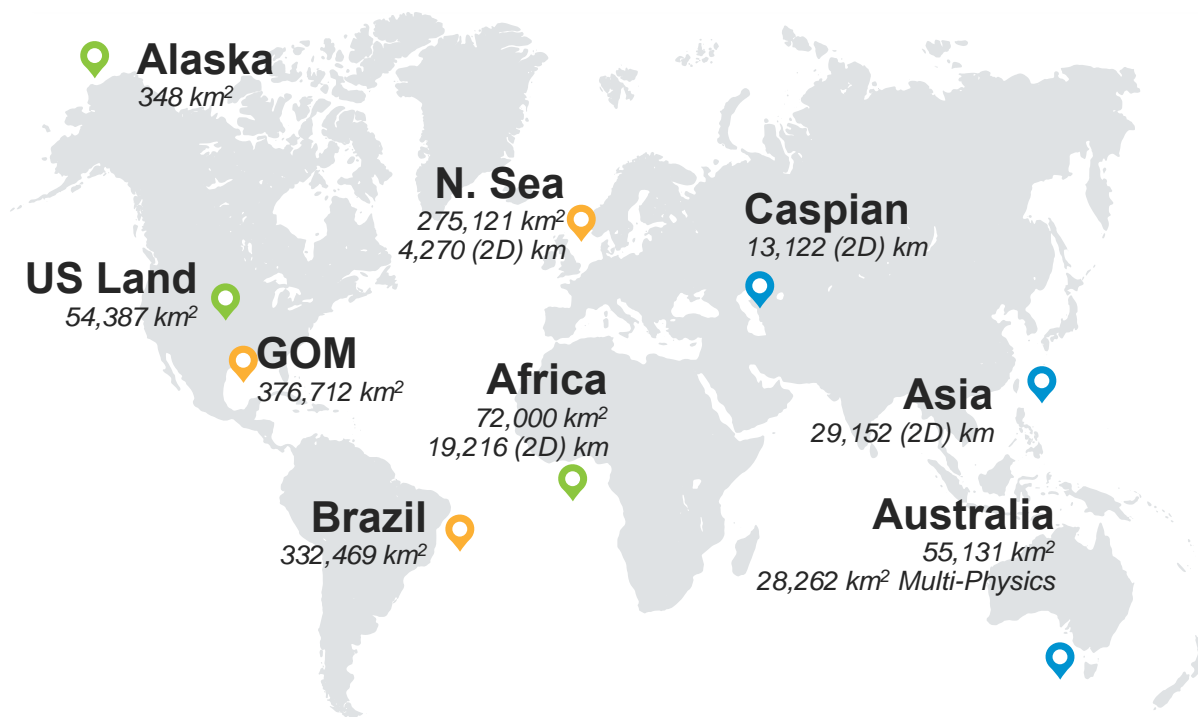 Alaska
348 km²
N. Sea
275,121 km²
4,270 (2D) km
Caspian
13,122 (2D) km
US Land
54,387 km²
GOM
376,712 km²
Africa
72,000 km²
19,216 (2D) km
Asia
29,152 (2D) km
Brazil
332,469 km²
Australia
55,131 km²
28,262 km² Multi-Physics